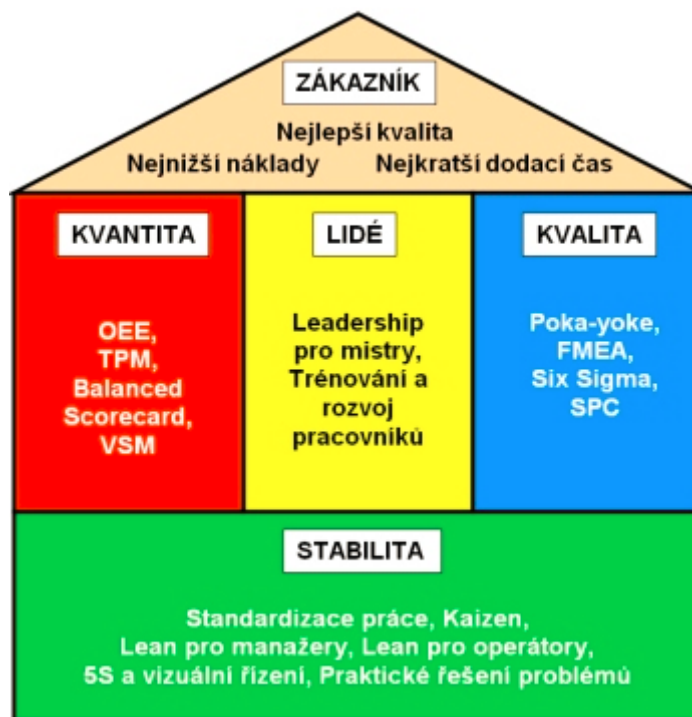 ZÁKAZNÍK
Nejlepší kvalita
Nejnižší náklady
Nejkratší dodací čas
KVANTITA
OEE,
TPM,
Balanced
Scorecard,
VSM
LIDÉ
Leadership
pro mistry,
Trénování a
rozvoj
pracovníků
KVALITA
Poka-yoke,
FMEA,
Six Sigma,
SPC
STABILITA
Standardizace práce, Kaizen,
Lean pro manažery, Lean pro operátory,
5S a vizuální řízení, Praktické řešení problémů